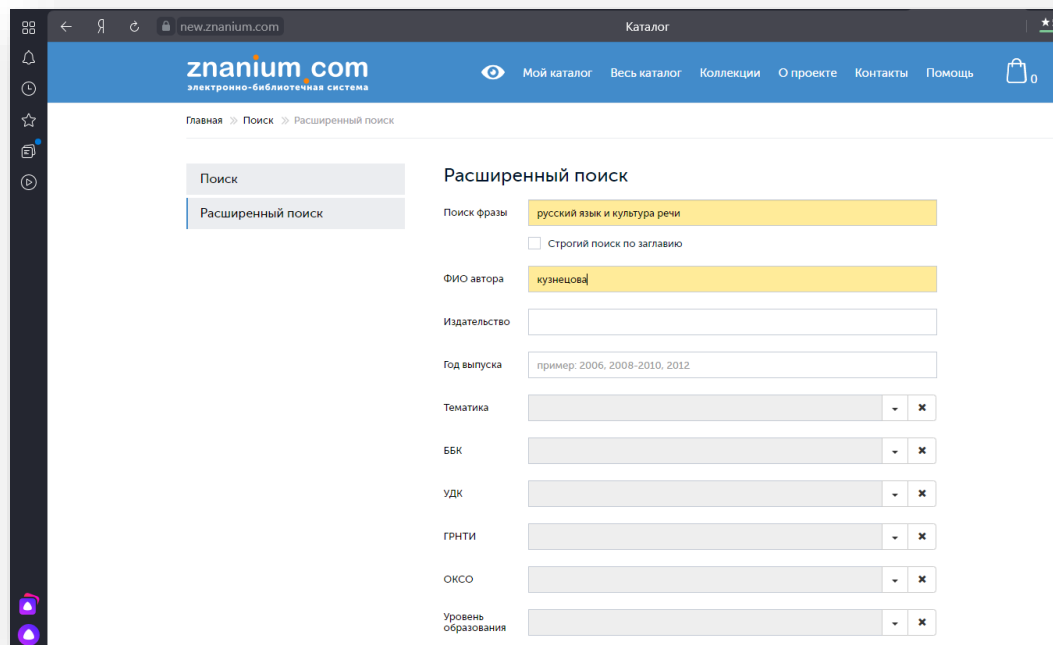 new.znanium.com
Каталог
znanium.com
электронно-библиотечная система
Мой каталог Весь каталог Коллекции О проекте Контакты Помощь
0
Главная » Поиск » Расширенный поиск
Поиск
Расширенный поиск
Расширенный поиск
Поиск фразы русский язык и культура речи
Строгий поиск по заглавию
ФИО автора кузнецова
Издательство
Год выпуска пример: 2006, 2008-2010, 2012
Тематика
ББК
УДК
ГРНТИ
ОКСО
Уровень
образования